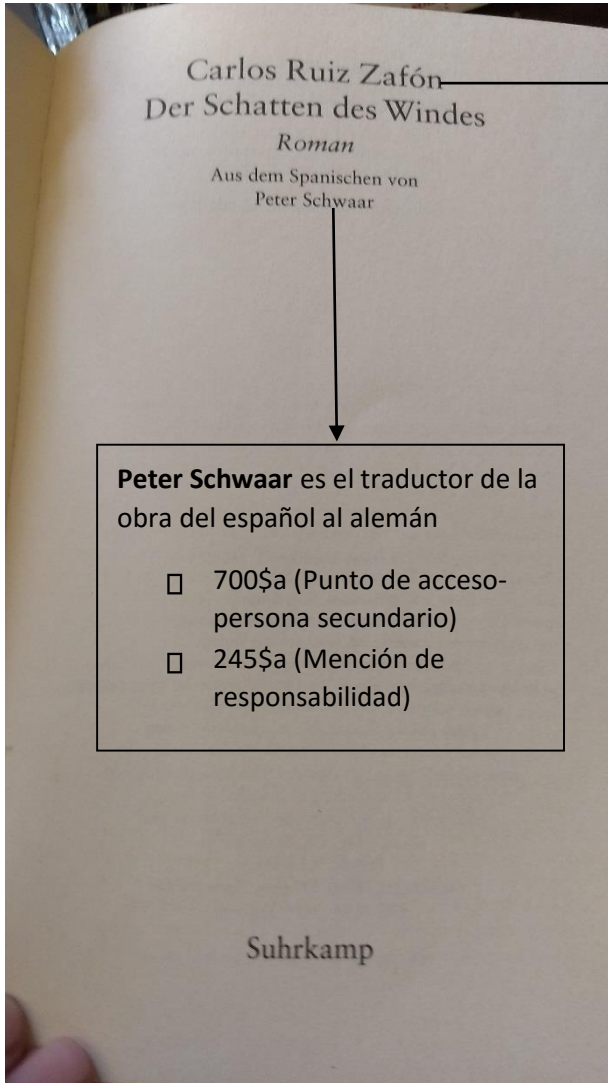 Carlos Ruiz Zafón
Der Schatten des Windes
Roman
Aus dem Spanischen von
Peter Schwaar
Peter Schwaar es el traductor de la
obra del español al alemán
700$a (Punto de acceso-
persona secundario)
245$a (Mención de
responsabilidad)
Suhrkamp